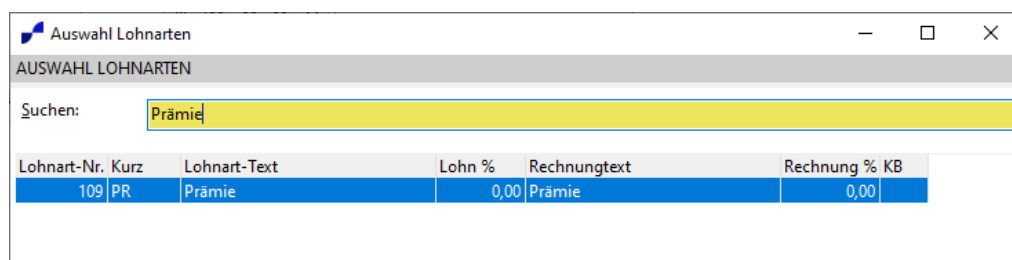 Auswahl Lohnarten
AUSWAHL LOHNARTEN
Suchen: Prämie
Lohnart-Nr. Kurz Lohnart-Text Lohn % Rechnungtext Rechnung % KB
109 PR Prämie 0,00 Prämie 0,00